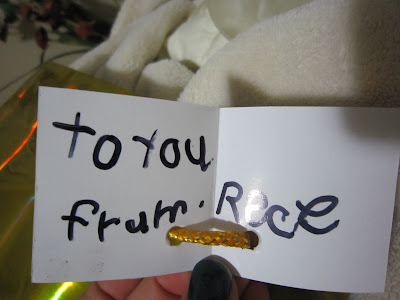 to You
frum. Rece